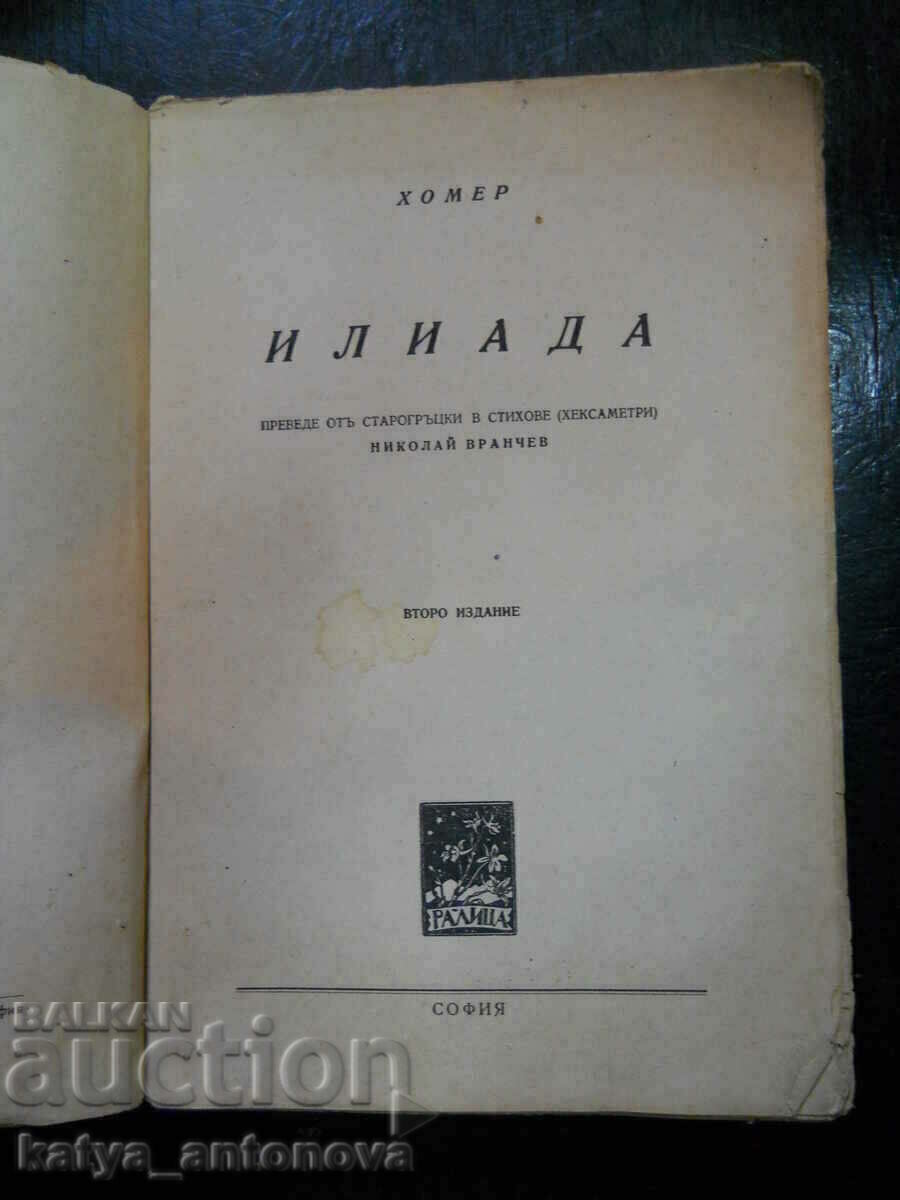 ХОМЕР
ИЛИАДА
ПРЕВЕДЕ ОТЪ СТАРОГРЪЦКИ В СТИХОВЕ (ХЕКСАМЕТРИ)
НИКОЛАЙ ВРАНЧЕВ
ВТОРО ИЗДАНИЕ
РАЛИЦА
СОФИЯ
BALKAN
auction
katya_antonova